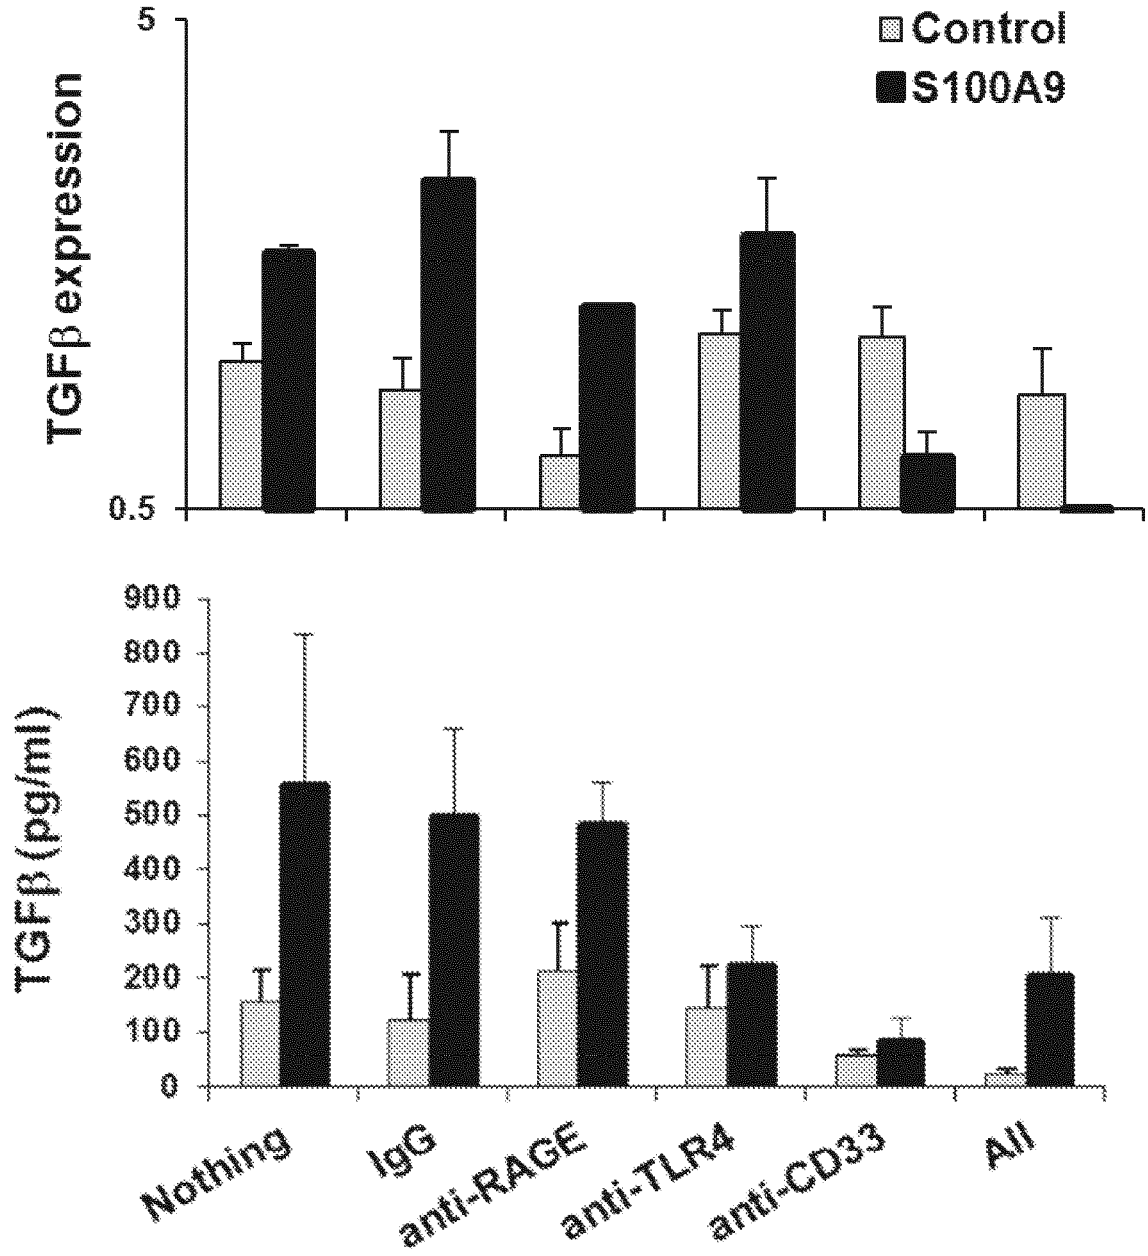 5
Control
S100A9
TGFβ expression
0.5
900
800
700
600
500
400
300
200
100
0
TGFβ (pg/ml)
Nothing
IgG
anti-RAGE
anti-TLR4
anti-CD33
All